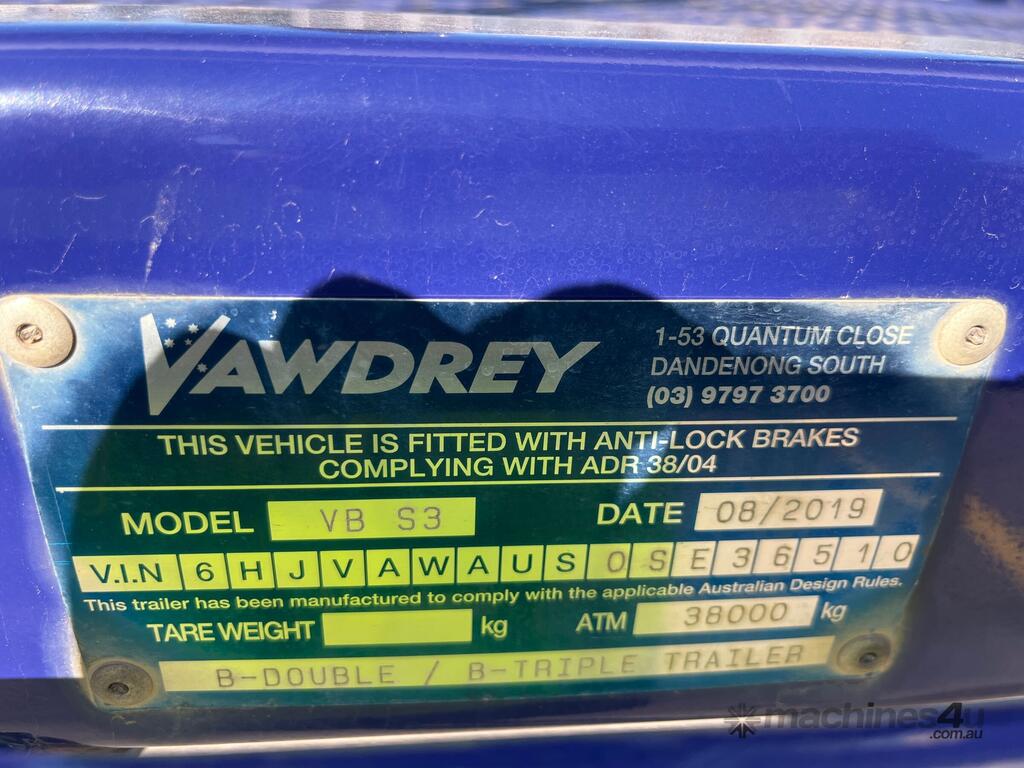 VAWDREY
1-53 QUANTUM CLOSE
DANDENONG SOUTH
(03) 9797 3700
THIS VEHICLE IS FITTED WITH ANTI-LOCK BRAKES
COMPLYING WITH ADR 38/04
MODEL VB S3 DATE 08/2019
V.I.N 6HJVAWAUS0SE36510
This trailer has been manufactured to comply with the applicable Australian Design Rules.
TARE WEIGHT kg ATM 38000 kg
B-DOUBLE / B-TRIPLE TRAILER
machines4u
.com.au